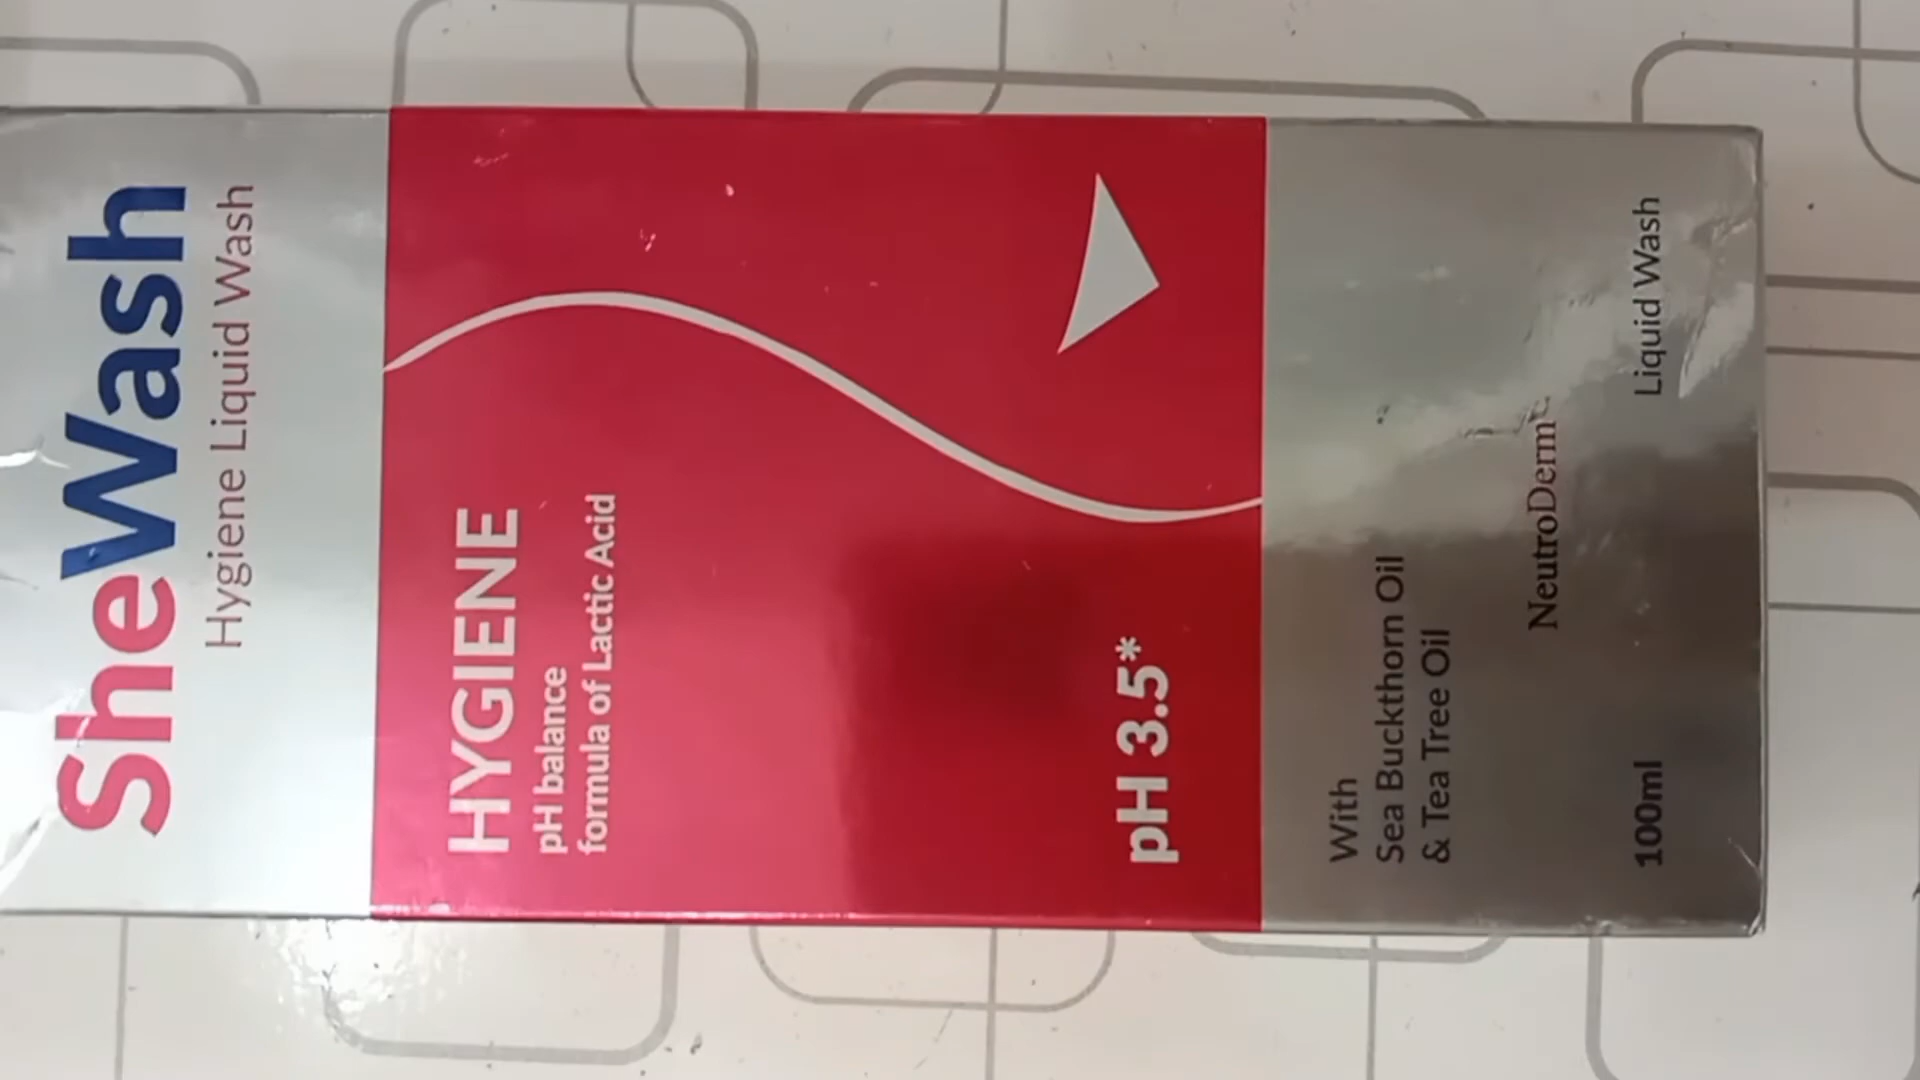 SheWash
Hygiene Liquid Wash
HYGIENE
pH balance
formula of Lactic Acid
pH 3.5*
With
Sea Buckthorn Oil
& Tea Tree Oil
NeutroDerm
100ml
Liquid Wash